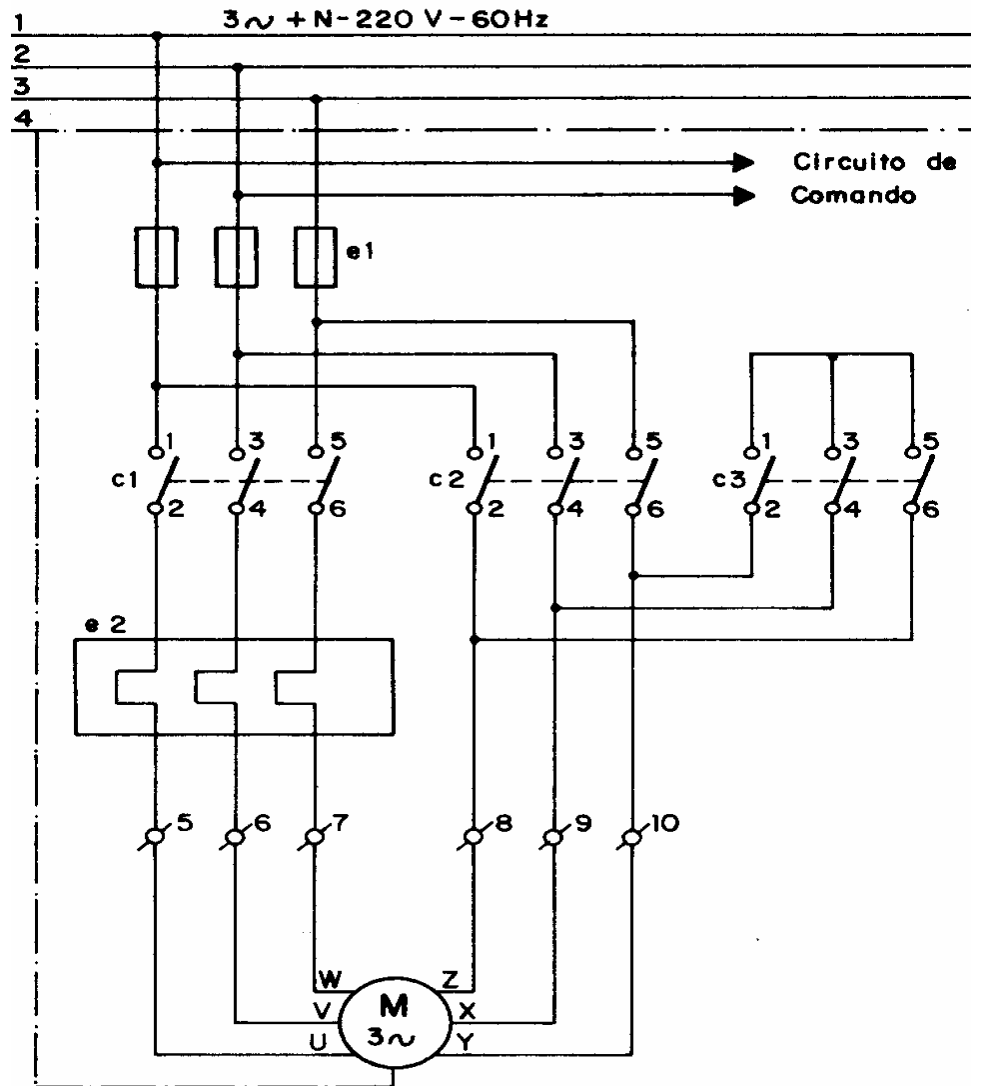 1 3∿ + N-220 V-60Hz
2
3
4
Circuito de
Comando
e1
1 3 5 1 3 5 1 3 5
c1 c2 c3
2 4 6 2 4 6 2 4 6
e2
5 6 7 8 9 10
W Z
V M X
U 3∿ Y